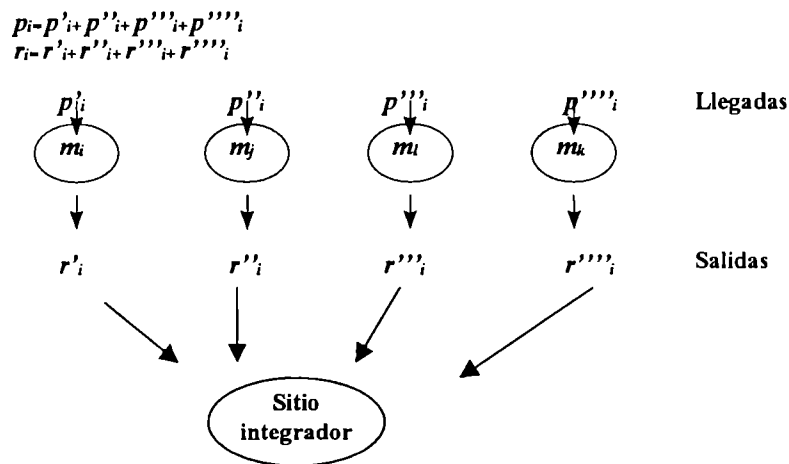 pi=p'i+p''i+p'''i+p''''i
ri=r'i+r''i+r'''i+r''''i
p'i p''i p'''i p''''i Llegadas
mi mj ml mk
r'i r''i r'''i r''''i Salidas
Sitio
integrador